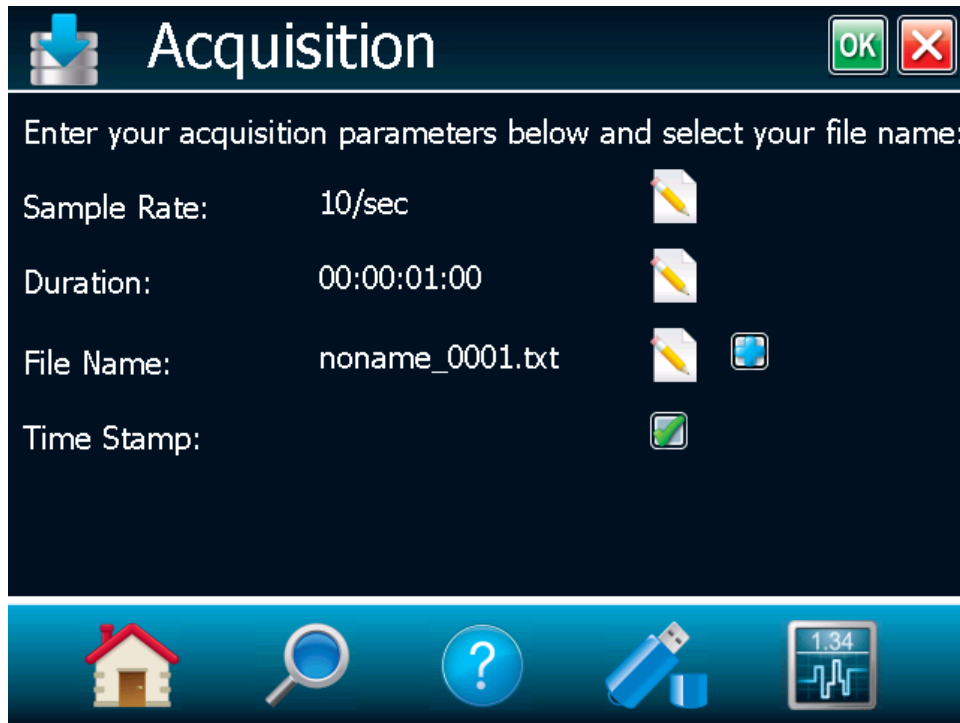 Acquisition
OK
Enter your acquisition parameters below and select your file name:
Sample Rate: 10/sec
Duration: 00:00:01:00
File Name: noname_0001.txt
Time Stamp:
?
1.34